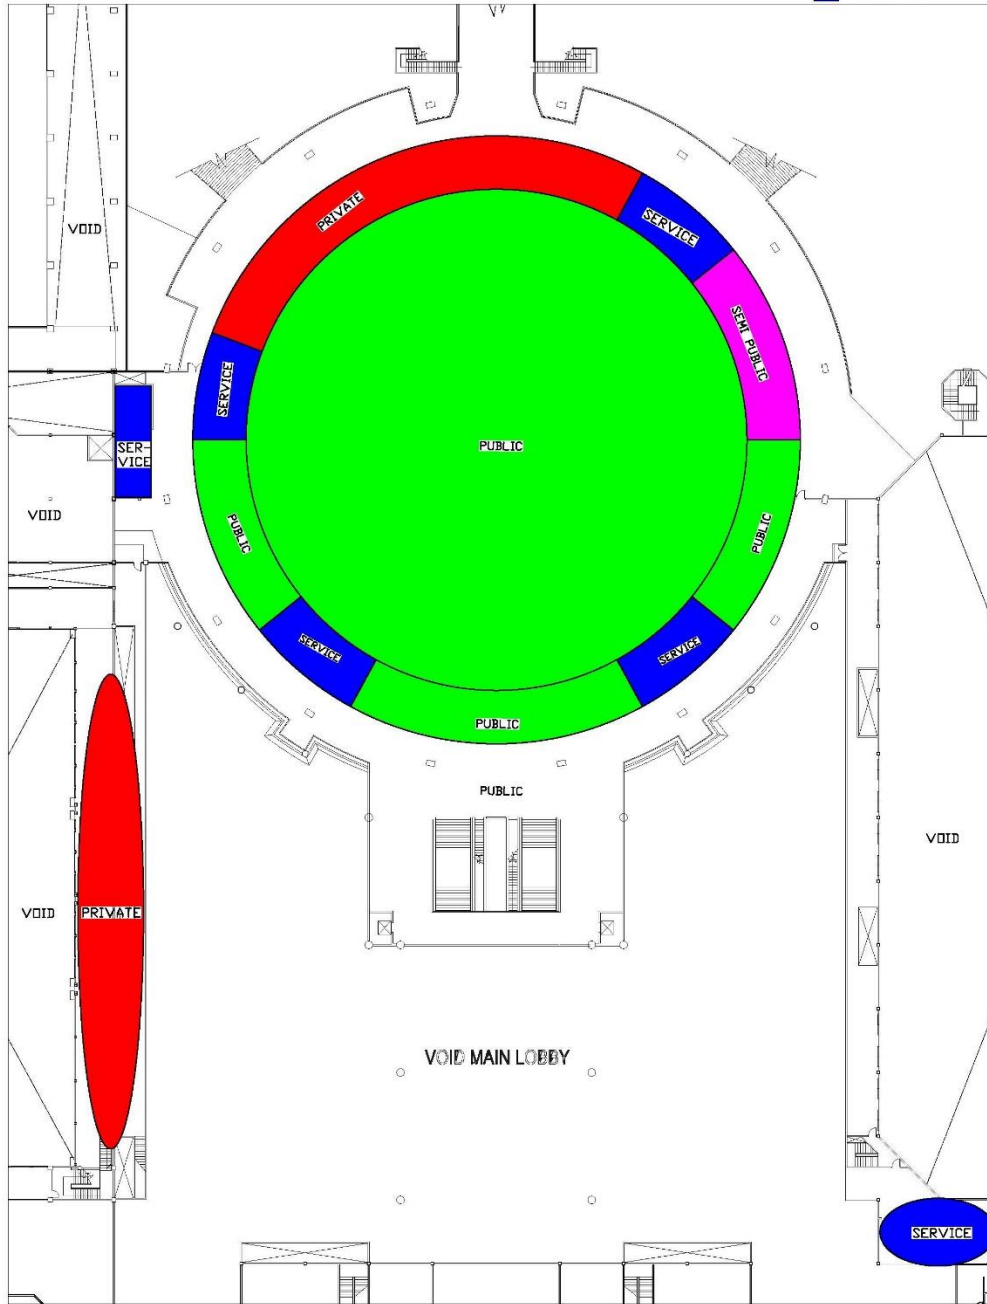 PRIVATE
SERVICE
VOID
SEMI PUBLIC
SERVICE
PUBLIC
SER-
VICE
VOID
PUBLIC
PUBLIC
SERVICE
SERVICE
PUBLIC
PUBLIC
VOID
VOID
PRIVATE
VOID MAIN LOBBY
SERVICE